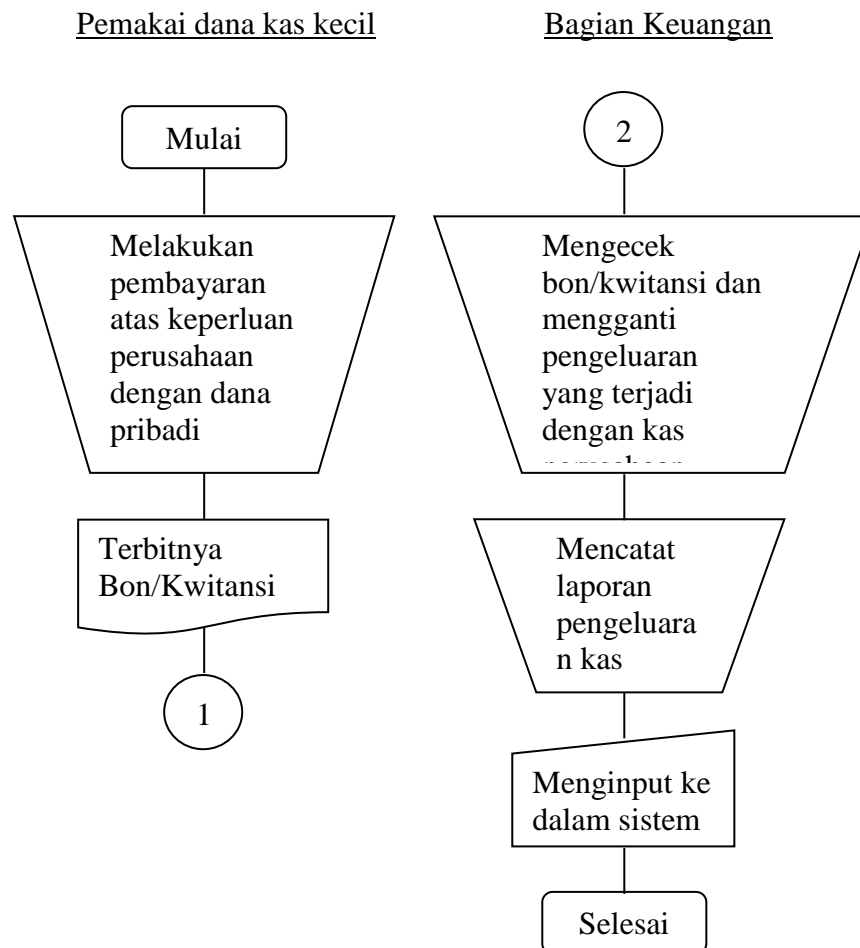 Pemakai dana kas kecil
Mulai
Melakukan
pembayaran
atas keperluan
perusahaan
dengan dana
pribadi
Terbitnya
Bon/Kwitansi
1
Bagian Keuangan
2
Mengecek
bon/kwitansi dan
mengganti
pengeluaran
yang terjadi
dengan kas
Mencatat
laporan
pengeluara
n kas
Menginput ke
dalam sistem
Selesai